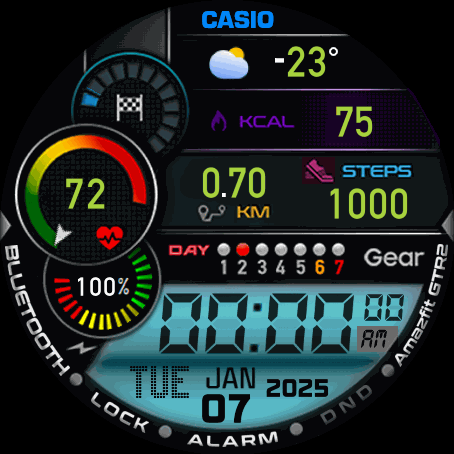 CASIO
-23°
KCAL 75
72
0.70
KM
STEPS
1000
DAY
1 2 3 4 5 6 7
Gear
100%
00:00 00
AM
TUE JAN 07 2025
BLUETOOTH
LOCK
ALARM
DND
Amazfit GTR2